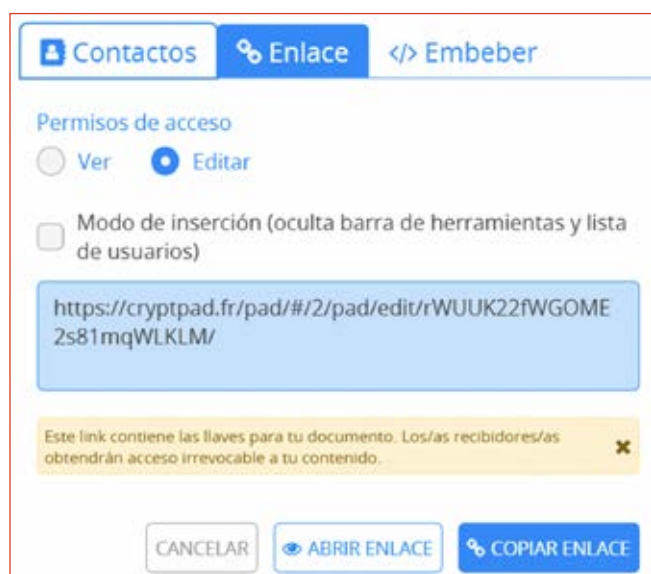 Contactos
Enlace
</> Embeber
Permisos de acceso
Ver
Editar
Modo de inserción (oculta barra de herramientas y lista
de usuarios)
https://cryptpad.fr/pad/#/2/pad/edit/rWUUK22fWGOME
2s81mqWLKLM/
Este link contiene las llaves para tu documento. Los/as recibidores/as
obtendrán acceso irrevocable a tu contenido.
CANCELAR
ABRIR ENLACE
COPIAR ENLACE